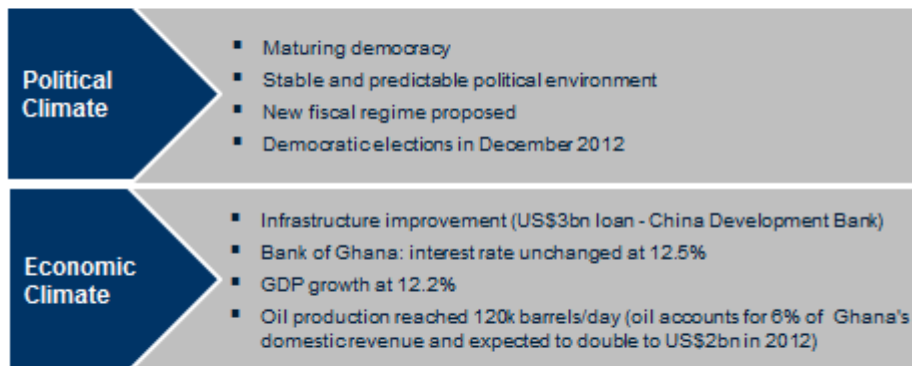 Political
Climate
▪ Maturing democracy
▪ Stable and predictable political environment
▪ New fiscal regime proposed
▪ Democratic elections in December 2012
Economic
Climate
▪ Infrastructure improvement (US$3bn loan - China Development Bank)
▪ Bank of Ghana: interest rate unchanged at 12.5%
▪ GDP growth at 12.2%
▪ Oil production reached 120k barrels/day (oil accounts for 6% of Ghana's
domestic revenue and expected to double to US$2bn in 2012)